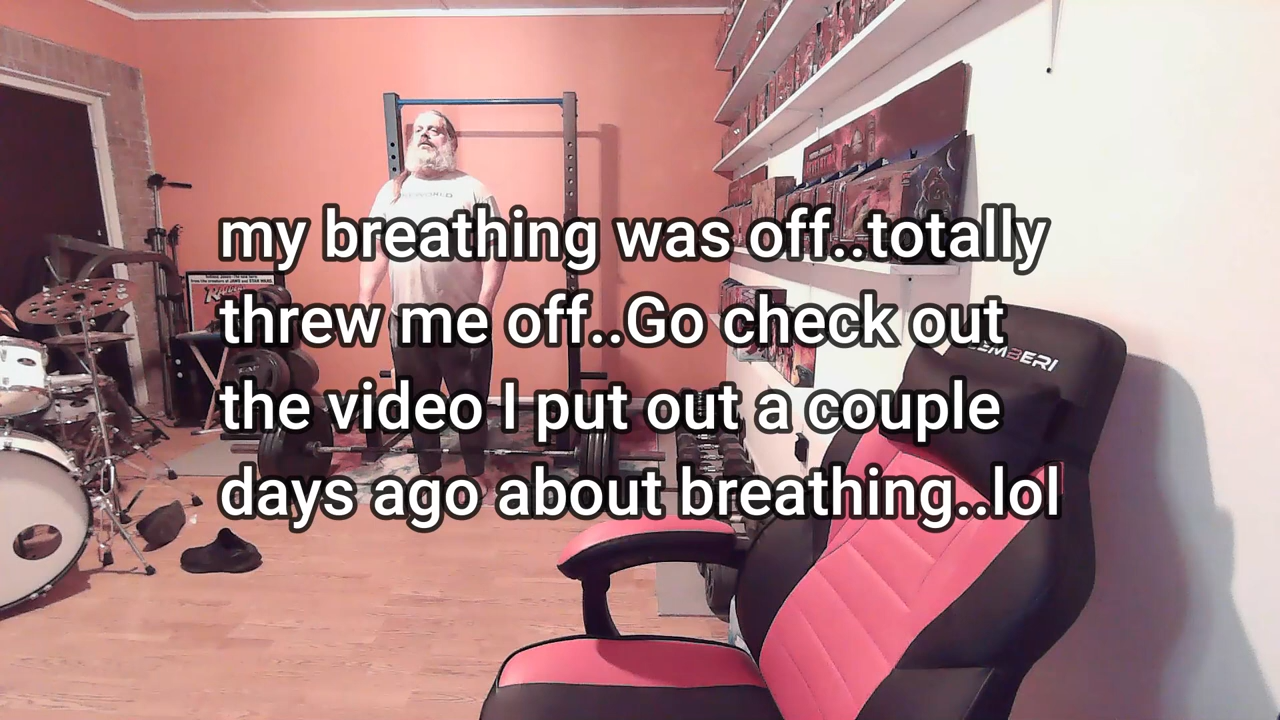 my breathing was off..totally
threw me off..Go check out
the video I put out a couple
days ago about breathing..lol